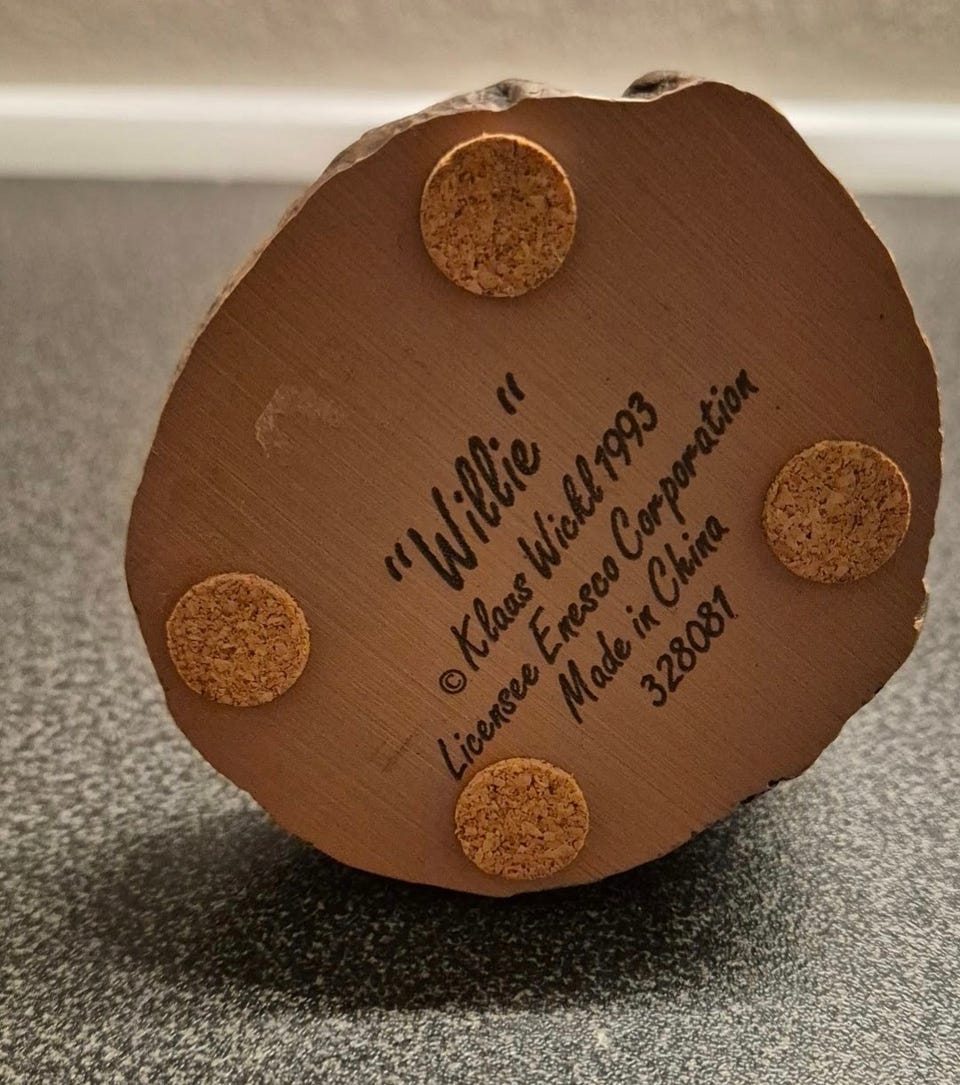 "Willie"
© Klaus Wickl 1993
Licensee Enesco Corporation
Made in China
328081